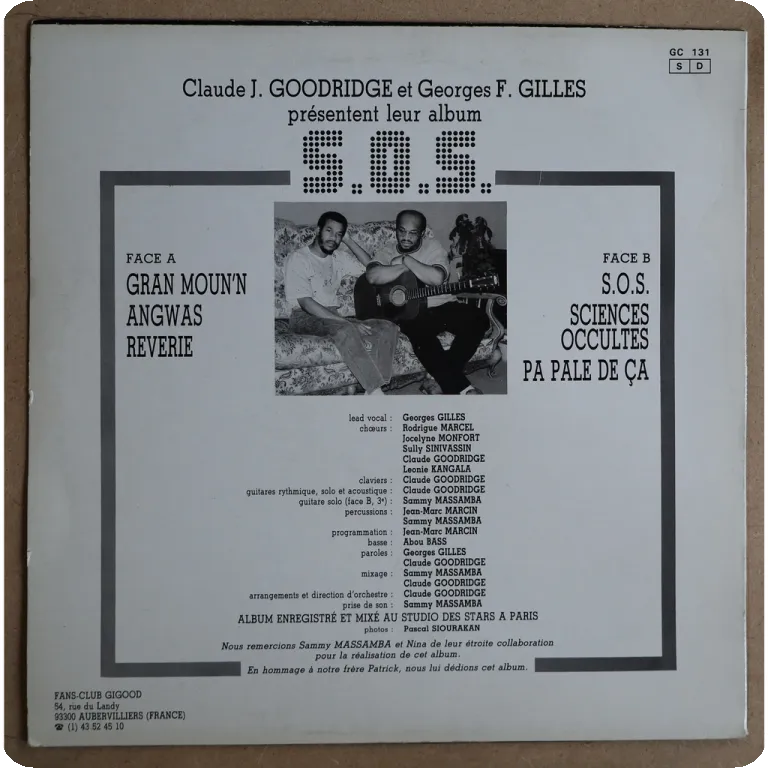 GC 131
S D
Claude J. GOODRIDGE et Georges F. GILLES
présentent leur album
S.O.S.
FACE A
GRAN MOUN'N
ANGWAS
REVERIE
FACE B
S.O.S.
SCIENCES
OCCULTES
PA PALE DE ÇA
lead vocal : Georges GILLES
chœurs : Rodrigue MARCEL
Jocelyne MONFORT
Sully SINIVASSIN
Claude GOODRIDGE
Leonie KANGALA
claviers : Claude GOODRIDGE
guitares rythmique, solo et acoustique : Claude GOODRIDGE
guitare solo (face B, 3e) : Sammy MASSAMBA
percussions : Jean-Marc MARCIN
Sammy MASSAMBA
programmation : Jean-Marc MARCIN
basse : Abou BASS
paroles : Georges GILLES
Claude GOODRIDGE
mixage : Sammy MASSAMBA
Claude GOODRIDGE
arrangements et direction d'orchestre : Claude GOODRIDGE
prise de son : Sammy MASSAMBA
ALBUM ENREGISTRÉ ET MIXÉ AU STUDIO DES STARS A PARIS
photos : Pascal SIOURAKAN
Nous remercions Sammy MASSAMBA et Nina de leur étroite collaboration
pour la réalisation de cet album.
En hommage à notre frère Patrick, nous lui dédions cet album.
FANS-CLUB GIGOOD
54, rue du Landy
93300 AUBERVILLIERS (FRANCE)
☎ (1) 43 52 45 10